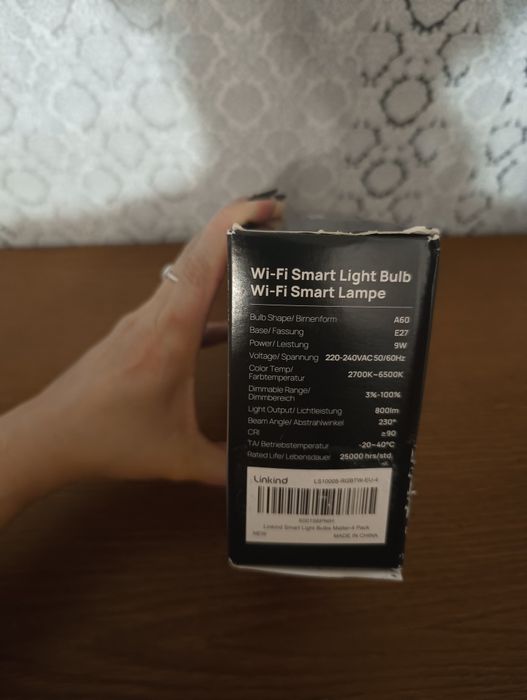 Wi-Fi Smart Light Bulb
Wi-Fi Smart Lampe
Bulb Shape/ Birnenform A60
Base/ Fassung E27
Power/ Leistung 9W
Voltage/ Spannung 220-240VAC 50/60Hz
Color Temp/
Farbtemperatur 2700K~6500K
Dimmable Range/
Dimmbereich 3%-100%
Light Output/ Lichtleistung 800lm
Beam Angle/ Abstrahlwinkel 230°
CRI ≥90
TA/ Betriebstemperatur -20~40°C
Rated Life/ Lebensdauer 25000 hrs/std.
Linkind
Linkind Smart Light Bulbs Matter-4 Pack
NEW MADE IN CHINA